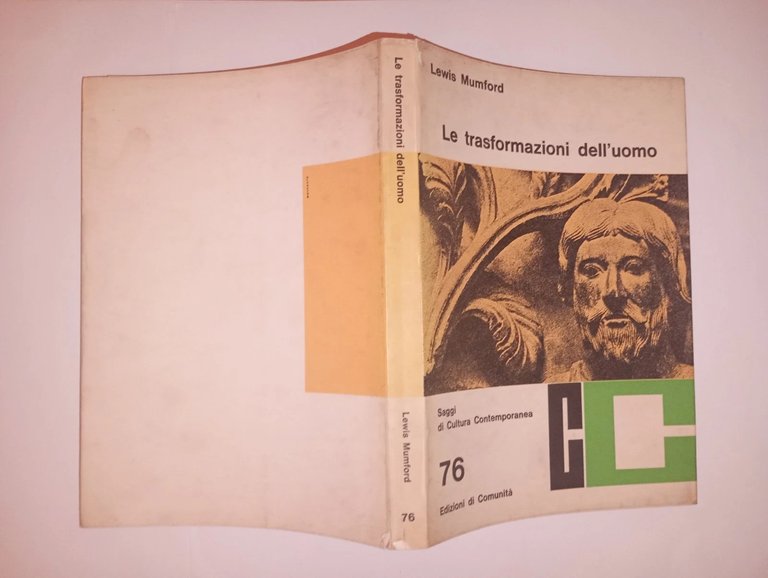 Lewis Mumford
Le trasformazioni dell'uomo
Saggi
di Cultura Contemporanea
76
Edizioni di Comunità
CC
Le trasformazioni dell'uomo
Lewis Mumford
76